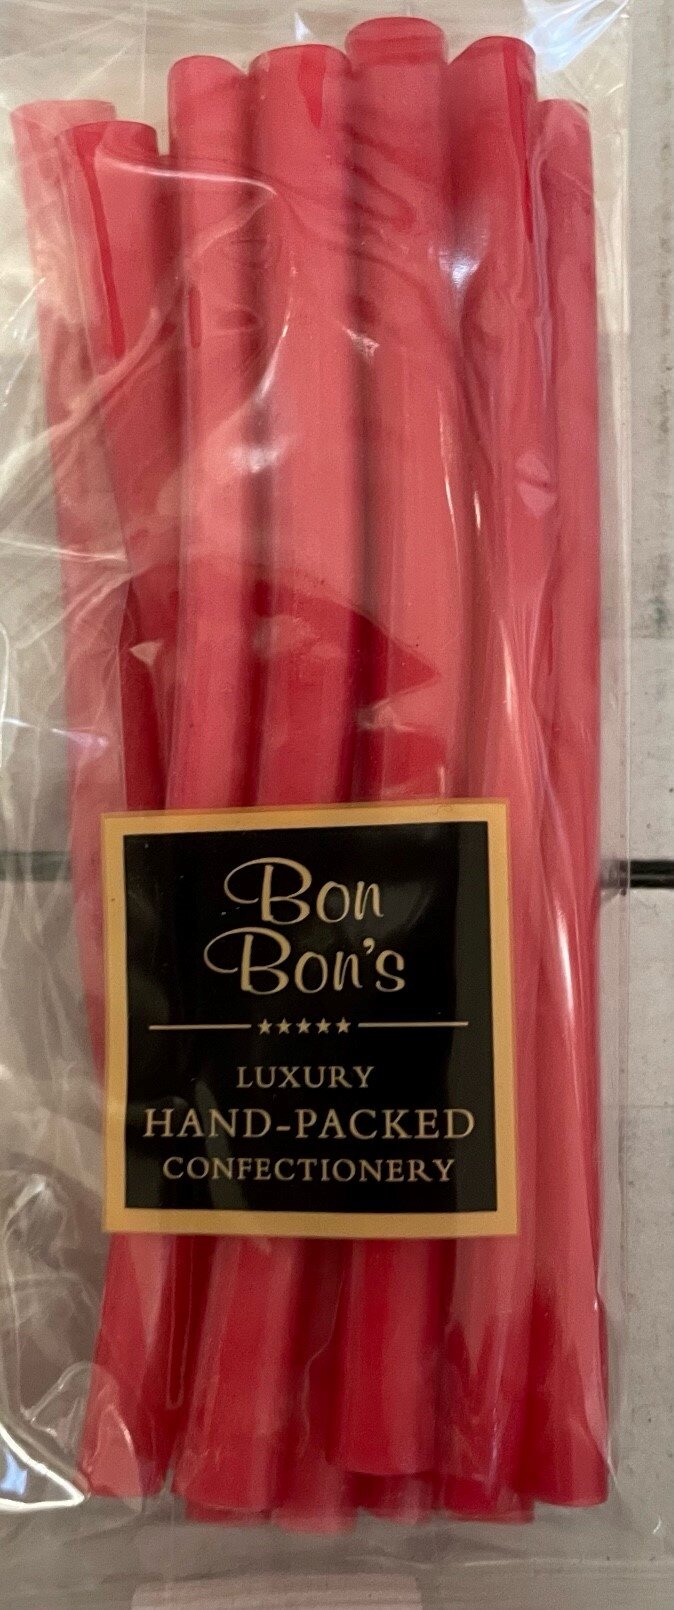 Bon
Bon's
★★★★★
LUXURY
HAND-PACKED
CONFECTIONERY